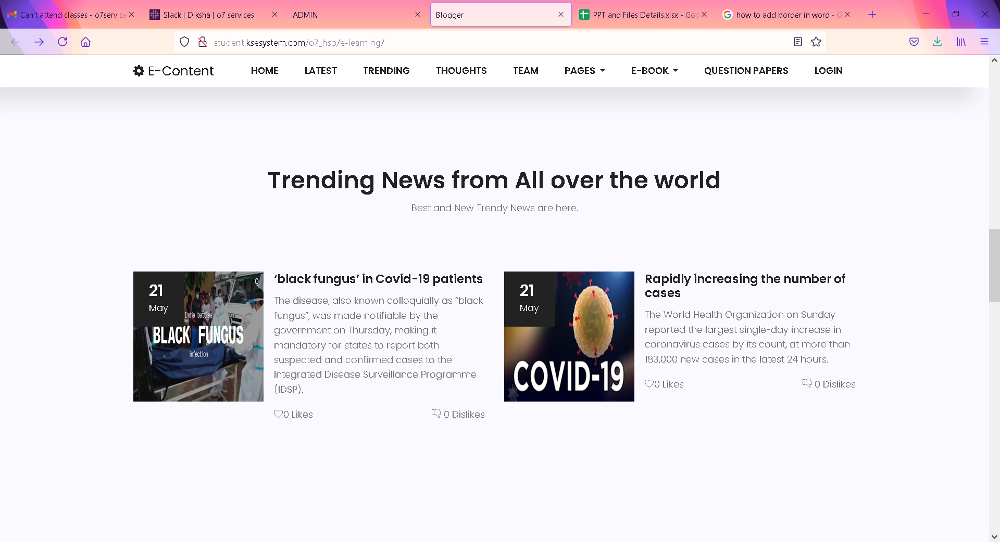 Can't attend classes - o7service
Slack | Diksha | o7 services
ADMIN
Blogger
PPT and Files Details.xlsx - Goo
how to add border in word - G
student.ksesystem.com/o7_hsp/e-learning/
E-Content
HOME
LATEST
TRENDING
THOUGHTS
TEAM
PAGES
E-BOOK
QUESTION PAPERS
LOGIN
Trending News from All over the world
Best and New Trendy News are here.
21
May
Q
India battles
BLACK FUNGUS
infection
‘black fungus’ in Covid-19 patients
The disease, also known colloquially as “black
fungus”, was made notifiable by the
government on Thursday, making it
mandatory for states to report both
suspected and confirmed cases to the
Integrated Disease Surveillance Programme
(IDSP).
0 Likes
0 Dislikes
21
May
COVID-19
Rapidly increasing the number of
cases
The World Health Organization on Sunday
reported the largest single-day increase in
coronavirus cases by its count, at more than
183,000 new cases in the latest 24 hours.
0 Likes
0 Dislikes